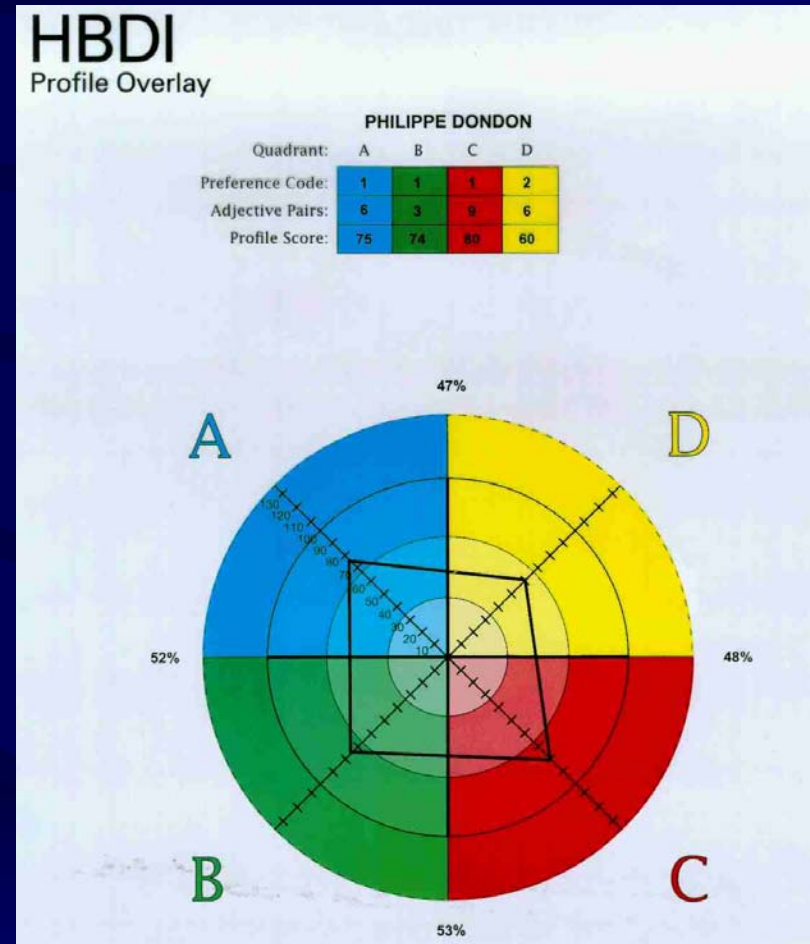 HBDI
Profile Overlay
PHILIPPE DONDON
Quadrant: A B C D
Preference Code: 1 1 1 2
Adjective Pairs: 6 3 9 6
Profile Score: 75 74 80 60
47%
A D
130
120
110
100
90
80
70
60
50
40
30
20
10
52% 48%
B C
53%